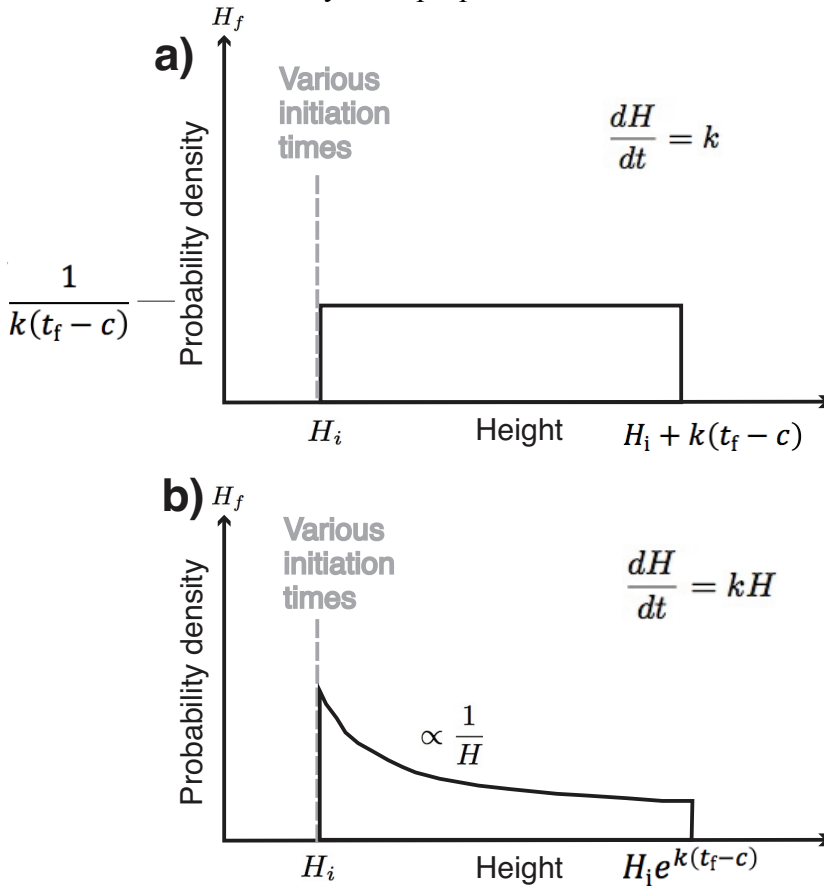 H_f
a)
Various
initiation
times
dH/dt = k
Probability density
1/(k(t_f − c))
H_i
Height
H_i + k(t_f − c)
b)
H_f
Various
initiation
times
dH/dt = kH
Probability density
∝ 1/H
H_i
Height
H_i e^{k(t_f−c)}